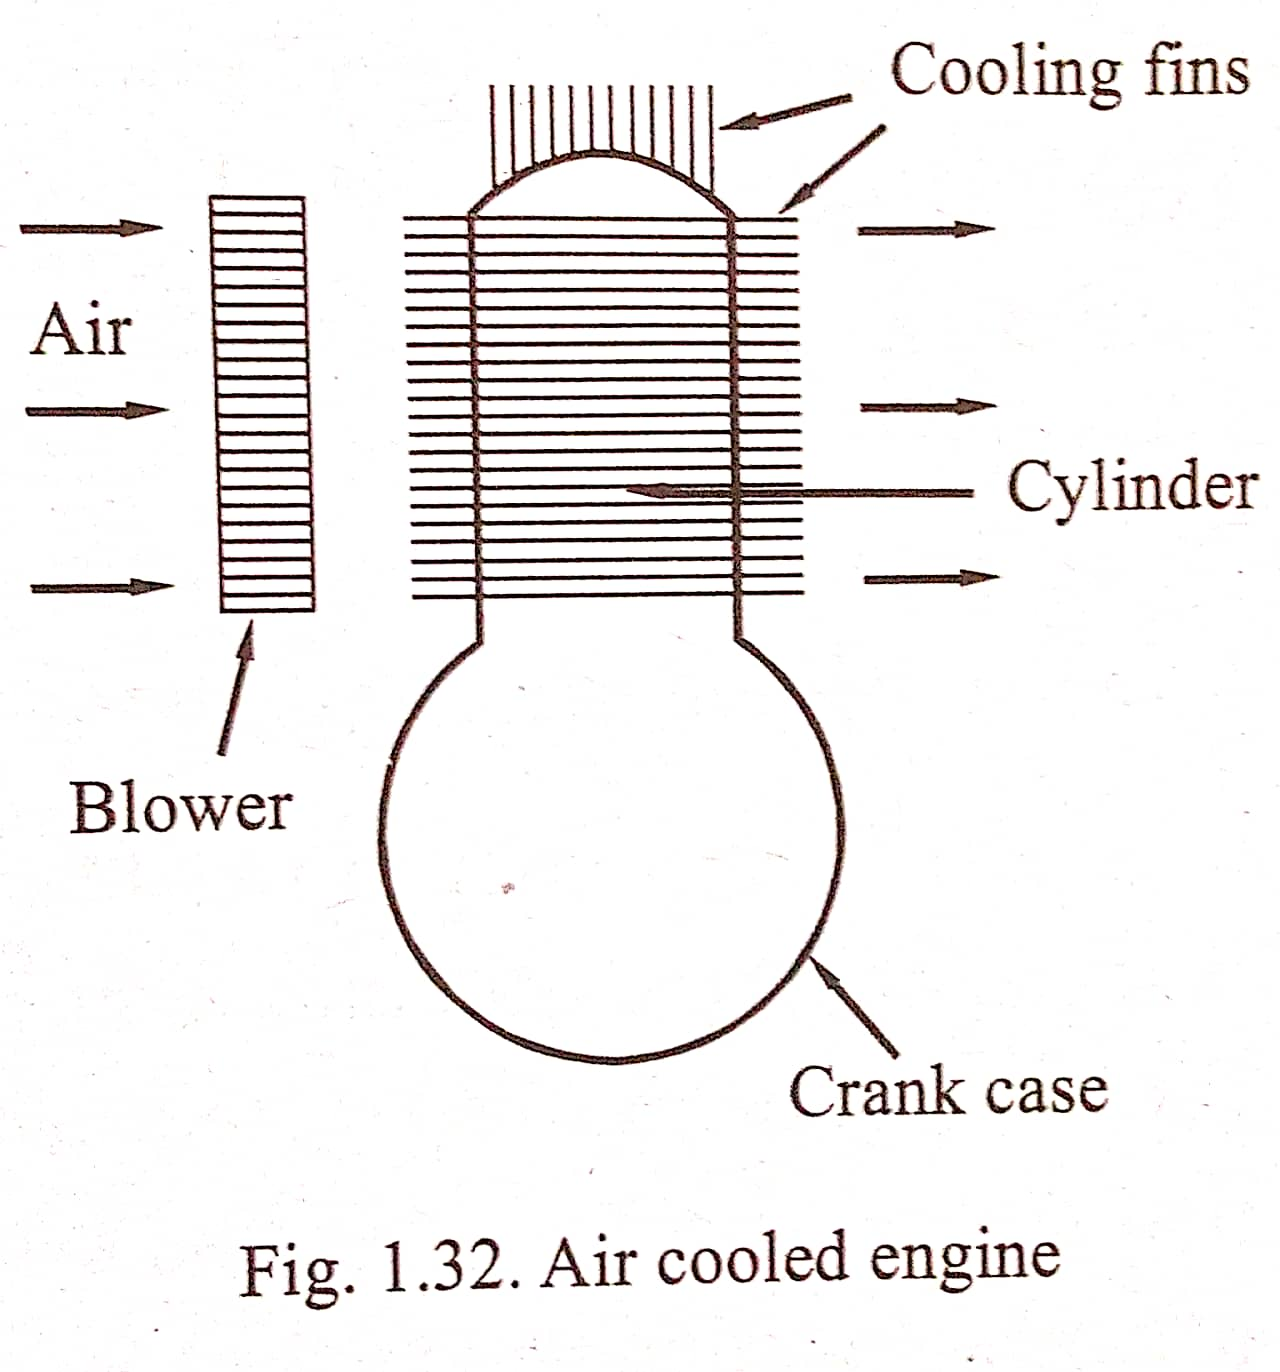 Cooling fins
Air
Cylinder
Blower
Crank case
Fig. 1.32. Air cooled engine